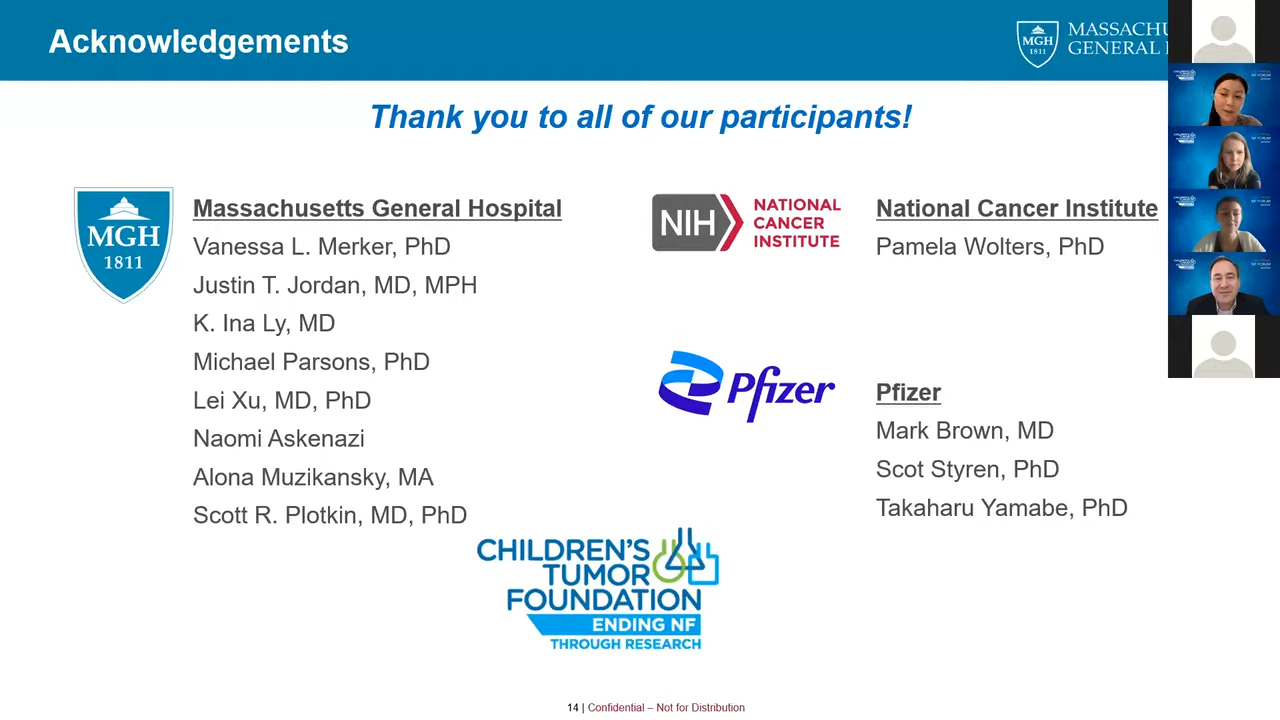 Acknowledgements
MGH
1811
MASSACHU
GENERAL
Thank you to all of our participants!
MGH
1811
Massachusetts General Hospital
Vanessa L. Merker, PhD
Justin T. Jordan, MD, MPH
K. Ina Ly, MD
Michael Parsons, PhD
Lei Xu, MD, PhD
Naomi Askenazi
Alona Muzikansky, MA
Scott R. Plotkin, MD, PhD
NIH
NATIONAL
CANCER
INSTITUTE
National Cancer Institute
Pamela Wolters, PhD
Pfizer
Pfizer
Mark Brown, MD
Scot Styren, PhD
Takaharu Yamabe, PhD
CHILDREN'S
TUMOR
FOUNDATION
ENDING NF
THROUGH RESEARCH
14 | Confidential – Not for Distribution